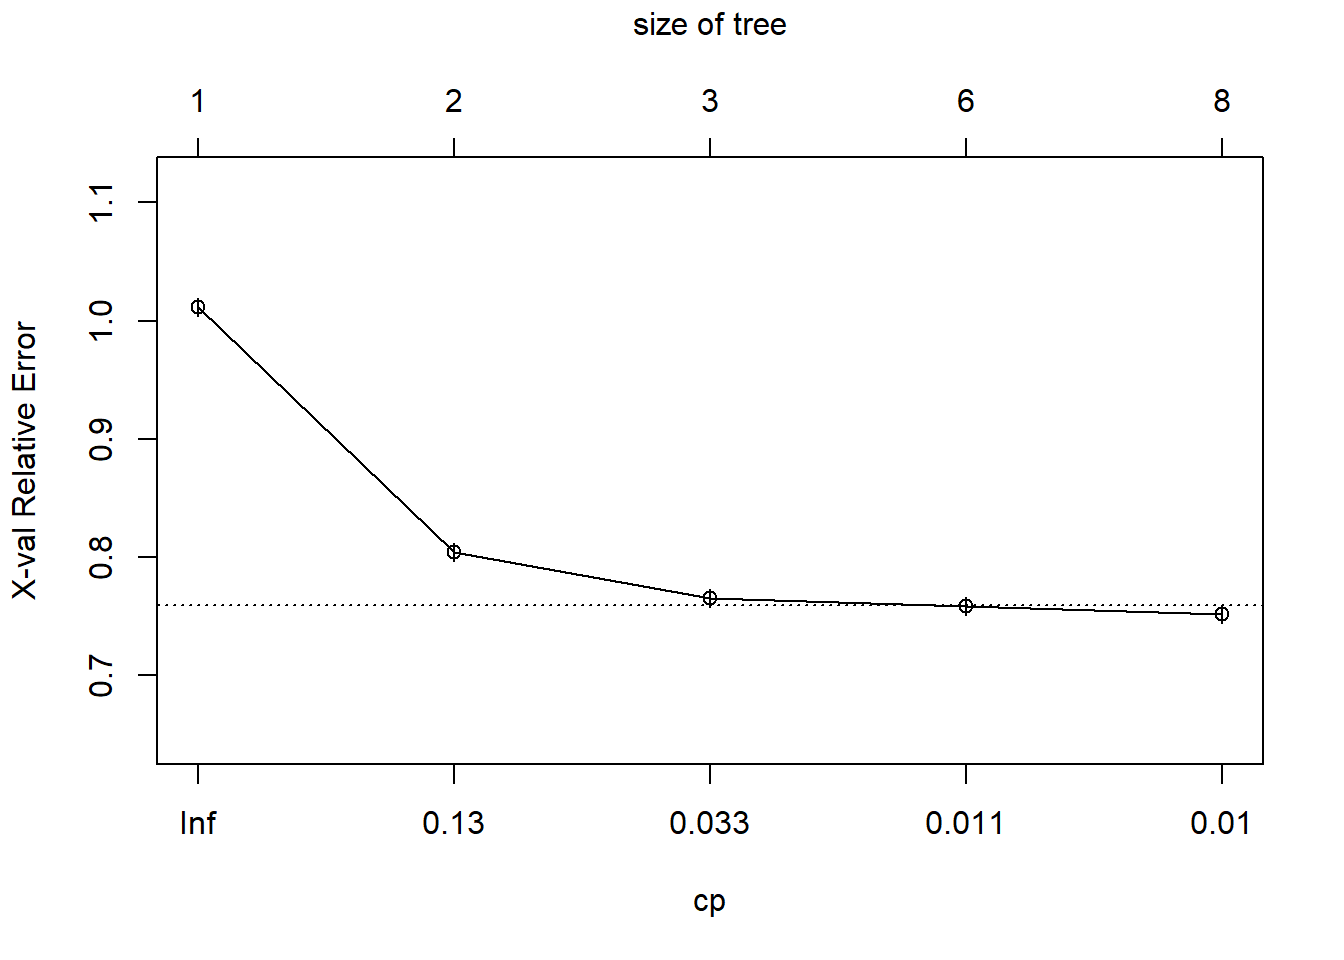 size of tree
1 2 3 6 8
X-val Relative Error
1.1
1.0
0.9
0.8
0.7
Inf 0.13 0.033 0.011 0.01
cp